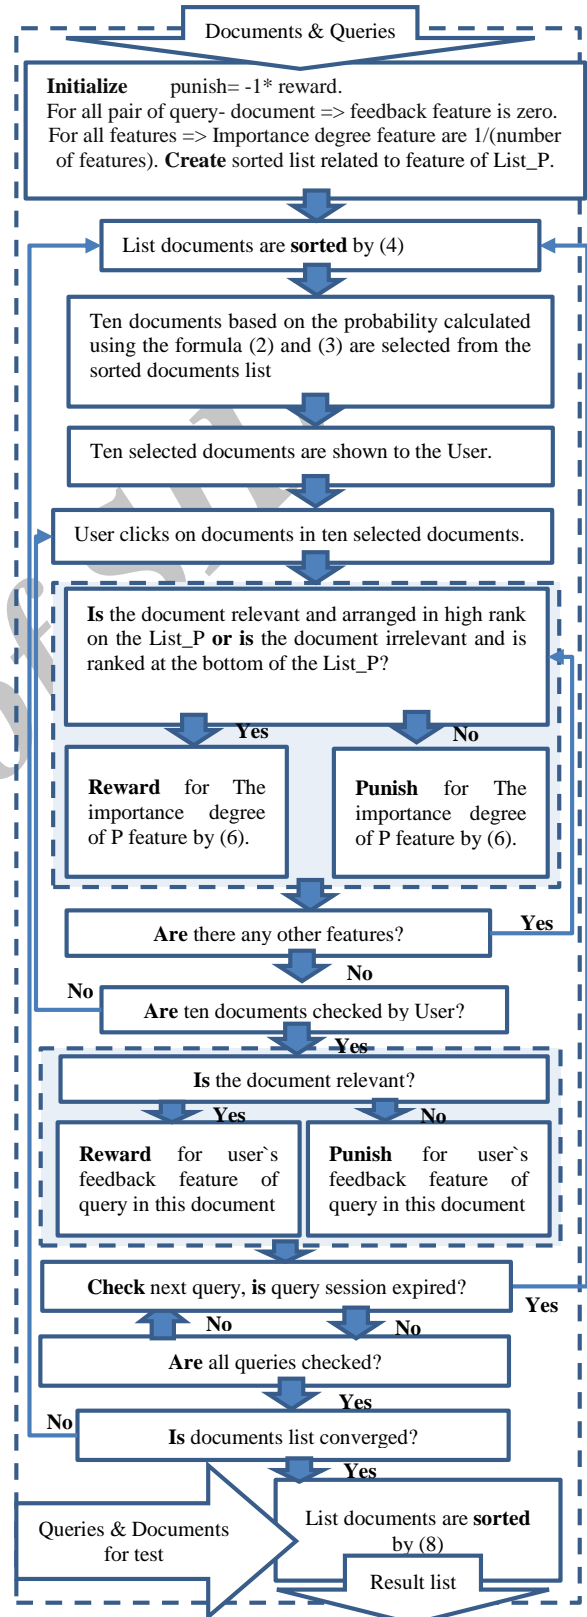 Documents & Queries
Initialize punish= -1* reward.
For all pair of query- document => feedback feature is zero.
For all features => Importance degree feature are 1/(number
of features). Create sorted list related to feature of List_P.
List documents are sorted by (4)
Ten documents based on the probability calculated
using the formula (2) and (3) are selected from the
sorted documents list
Ten selected documents are shown to the User.
User clicks on documents in ten selected documents.
Is the document relevant and arranged in high rank
on the List_P or is the document irrelevant and is
ranked at the bottom of the List_P?
Yes
No
Reward for The
importance degree
of P feature by (6).
Punish for The
importance degree
of P feature by (6).
Are there any other features?
Yes
No
No
Are ten documents checked by User?
Yes
Is the document relevant?
Yes
No
Reward for user`s
feedback feature of
query in this document
Punish for user`s
feedback feature of
query in this document
Check next query, is query session expired?
Yes
No
No
Are all queries checked?
Yes
No
Is documents list converged?
Yes
Queries & Documents
for test
List documents are sorted
by (8)
Result list